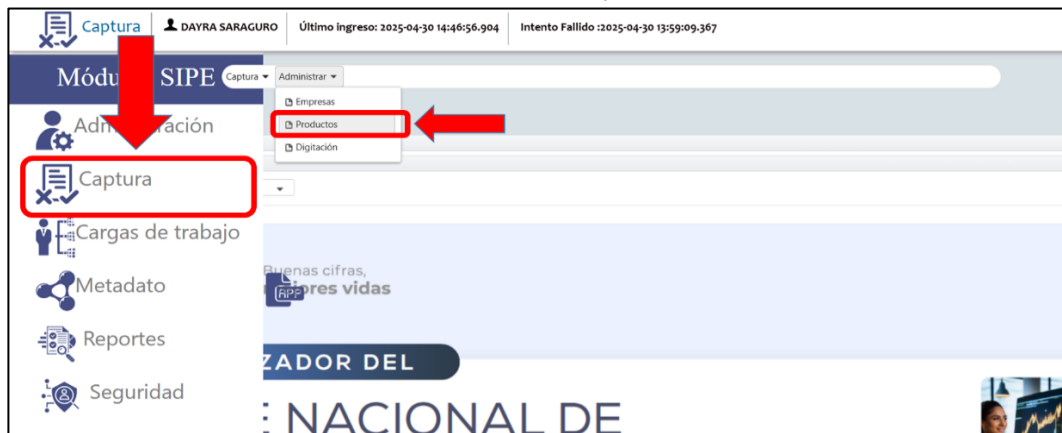 Captura DAYRA SARAGURO Último ingreso: 2025-04-30 14:46:56.904 Intento Fallido :2025-04-30 13:59:09.367
SIPE Captura Administrar
Empresas
Productos
Digitación
Captura
Cargas de trabajo
Metadato
Reportes
Seguridad
Buenas cifras,
vidas
APP
DEL
NACIONAL DE